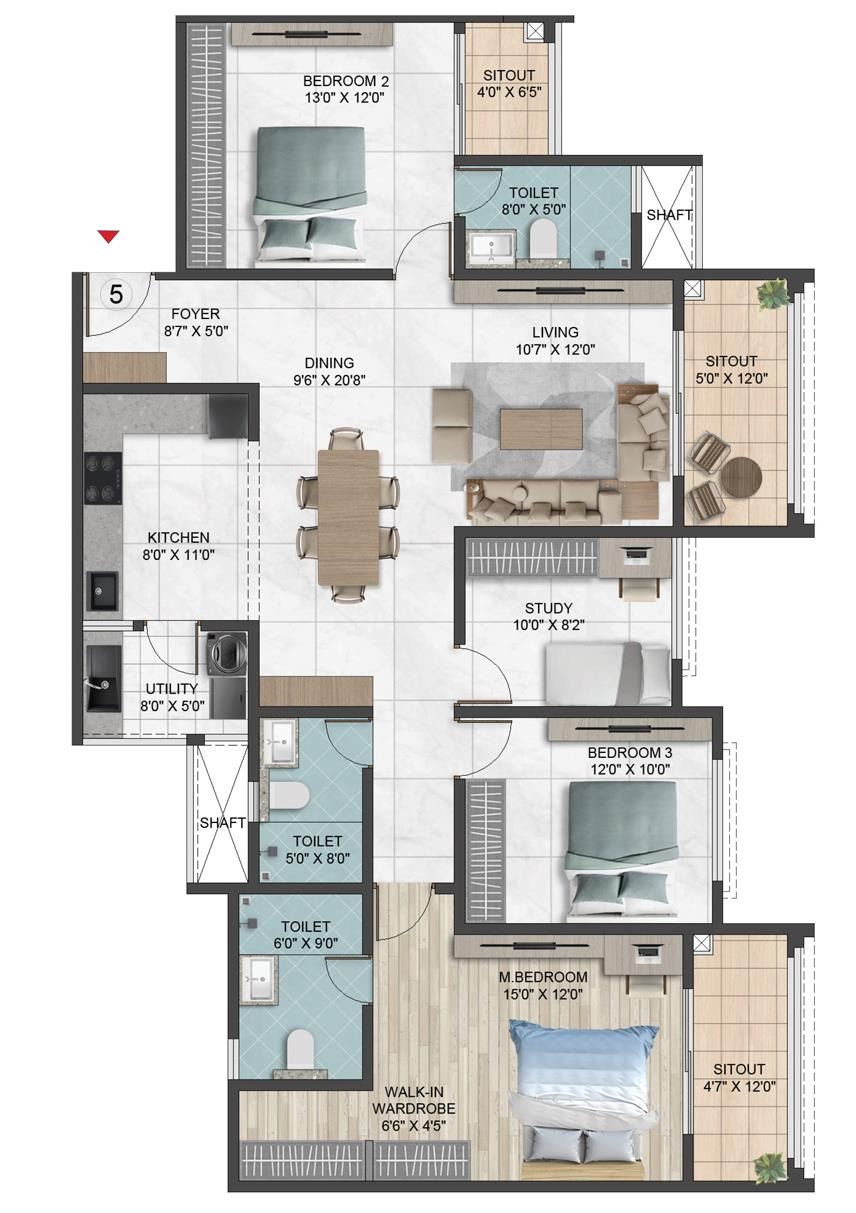 BEDROOM 2
13'0" X 12'0"
SITOUT
4'0" X 6'5"
TOILET
8'0" X 5'0"
SHAFT
5
FOYER
8'7" X 5'0"
LIVING
10'7" X 12'0"
DINING
9'6" X 20'8"
SITOUT
5'0" X 12'0"
KITCHEN
8'0" X 11'0"
STUDY
10'0" X 8'2"
UTILITY
8'0" X 5'0"
BEDROOM 3
12'0" X 10'0"
SHAFT
TOILET
5'0" X 8'0"
TOILET
6'0" X 9'0"
M.BEDROOM
15'0" X 12'0"
SITOUT
4'7" X 12'0"
WALK-IN
WARDROBE
6'6" X 4'5"